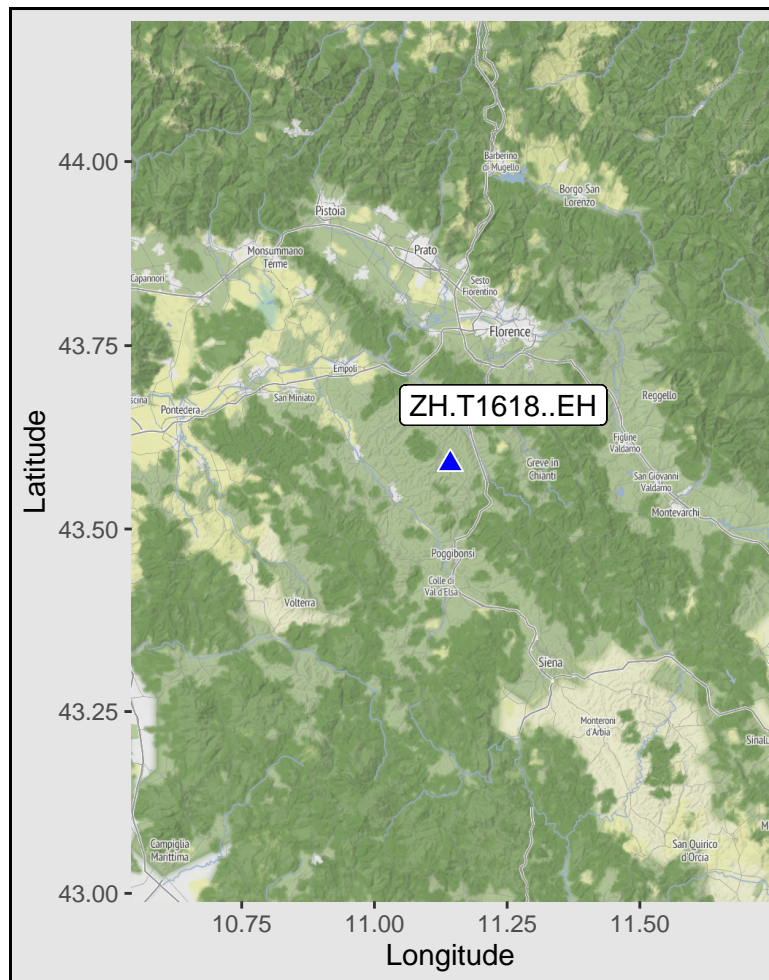 44.00
43.75
43.50
43.25
43.00
Latitude
10.75
11.00
11.25
11.50
Longitude
Barberino
di Mugello
Borgo San
Lorenzo
Pistoia
Prato
Monsummano
Terme
Capannori
Sesto
Fiorentino
Florence
Empoli
San Miniato
scina
Pontedera
ZH.T1618..EH
Reggello
Figline
Valdarno
Greve in
Chianti
San Giovanni
Valdarno
Montevarchi
Poggibonsi
Colle di
Val d'Elsa
Volterra
Siena
Monteroni
d'Arbia
Sinalu
Campiglia
Marittima
San Quirico
d'Orcia
M